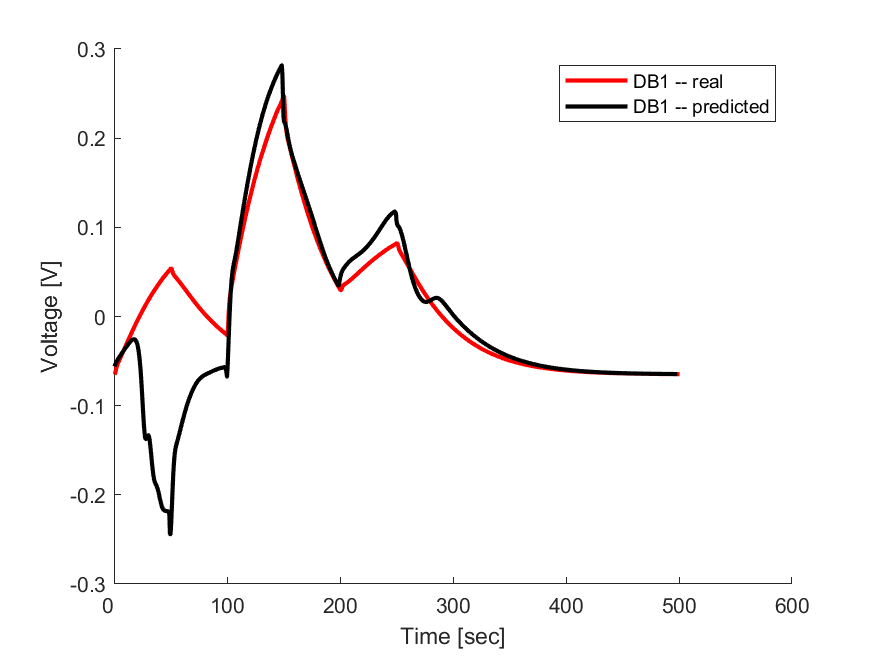 0.3
0.2
0.1
0
-0.1
-0.2
-0.3
Voltage [V]
DB1 -- real
DB1 -- predicted
0 100 200 300 400 500 600
Time [sec]